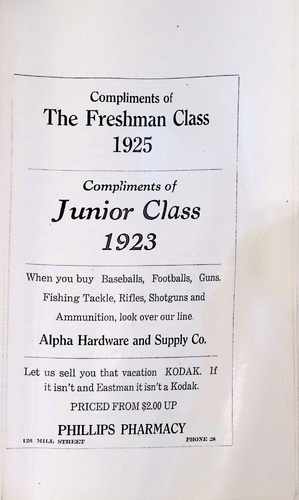 Compliments of
The Freshman Class
1925
Compliments of
Junior Class
1923
When you buy Baseballs, Footballs, Guns.
Fishing Tackle, Rifles, Shotguns and
Ammunition, look over our line
Alpha Hardware and Supply Co.
Let us sell you that vacation KODAK. If
it isn't and Eastman it isn't a Kodak.
PRICED FROM $2.00 UP
PHILLIPS PHARMACY
126 MILL STREET PHONE 28